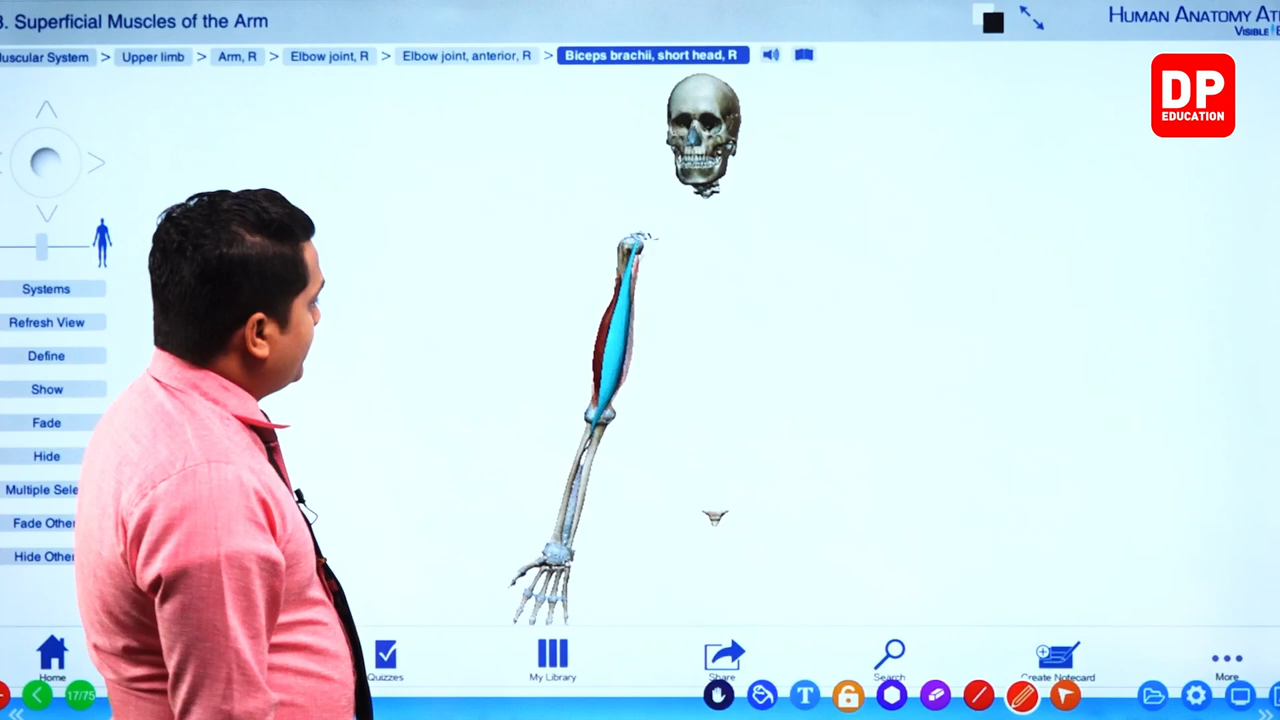 3. Superficial Muscles of the Arm
HUMAN ANATOMY AT
VISIBLE
uscular System > Upper limb > Arm, R > Elbow joint, R > Elbow joint, anterior, R > Biceps brachii, short head, R
DP
EDUCATION
Systems
Refresh View
Define
Show
Fade
Hide
Multiple Sele
Fade Other
Hide Other
Home
Quizzes
My Library
Share
Search
Create Notecard
More
17/75
T